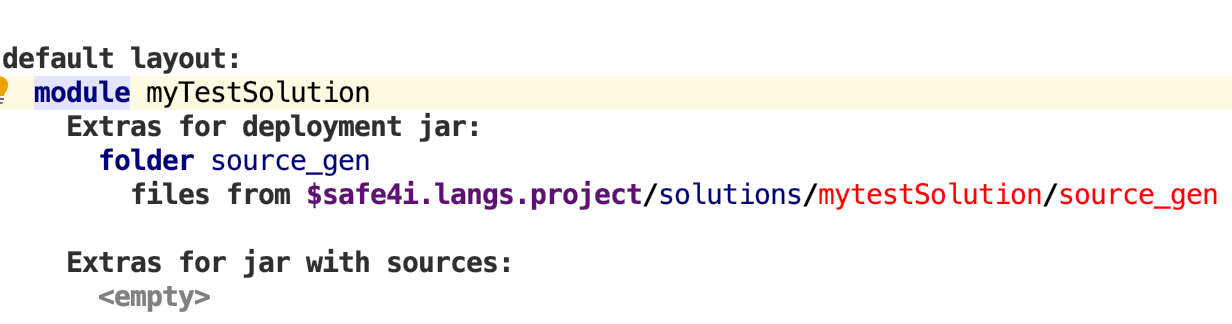 default layout:
module myTestSolution
Extras for deployment jar:
folder source_gen
files from $safe4i.langs.project/solutions/mytestSolution/source_gen
Extras for jar with sources:
<empty>